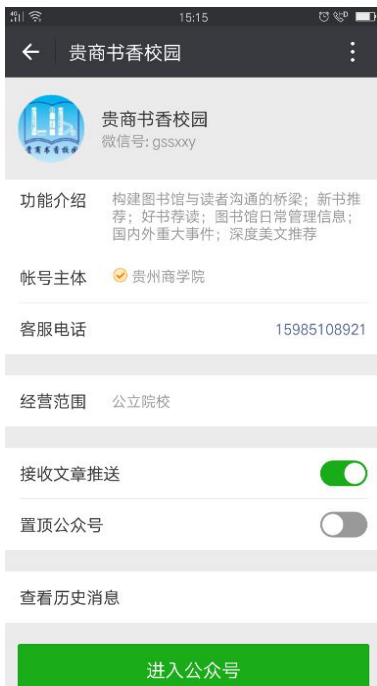 15:15
贵商书香校园
贵商书香校园
微信号: gssxxy
功能介绍
构建图书馆与读者沟通的桥梁；新书推
荐；好书荐读；图书馆日常管理信息；
国内外重大事件；深度美文推荐
帐号主体
贵州商学院
客服电话
15985108921
经营范围
公立院校
接收文章推送
置顶公众号
查看历史消息
进入公众号